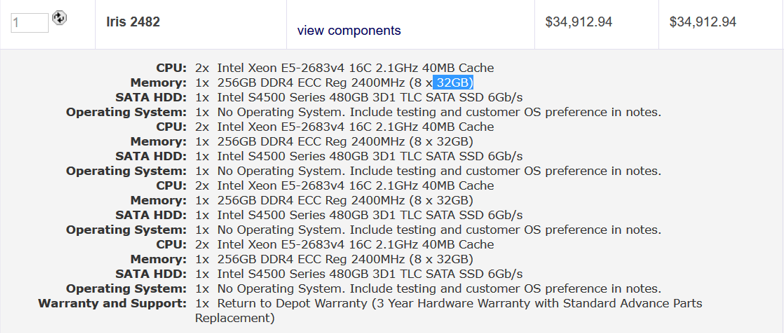 1 Iris 2482 view components $34,912.94 $34,912.94
CPU: 2x Intel Xeon E5-2683v4 16C 2.1GHz 40MB Cache
Memory: 1x 256GB DDR4 ECC Reg 2400MHz (8 x 32GB)
SATA HDD: 1x Intel S4500 Series 480GB 3D1 TLC SATA SSD 6Gb/s
Operating System: 1x No Operating System. Include testing and customer OS preference in notes.
CPU: 2x Intel Xeon E5-2683v4 16C 2.1GHz 40MB Cache
Memory: 1x 256GB DDR4 ECC Reg 2400MHz (8 x 32GB)
SATA HDD: 1x Intel S4500 Series 480GB 3D1 TLC SATA SSD 6Gb/s
Operating System: 1x No Operating System. Include testing and customer OS preference in notes.
CPU: 2x Intel Xeon E5-2683v4 16C 2.1GHz 40MB Cache
Memory: 1x 256GB DDR4 ECC Reg 2400MHz (8 x 32GB)
SATA HDD: 1x Intel S4500 Series 480GB 3D1 TLC SATA SSD 6Gb/s
Operating System: 1x No Operating System. Include testing and customer OS preference in notes.
CPU: 2x Intel Xeon E5-2683v4 16C 2.1GHz 40MB Cache
Memory: 1x 256GB DDR4 ECC Reg 2400MHz (8 x 32GB)
SATA HDD: 1x Intel S4500 Series 480GB 3D1 TLC SATA SSD 6Gb/s
Operating System: 1x No Operating System. Include testing and customer OS preference in notes.
Warranty and Support: 1x Return to Depot Warranty (3 Year Hardware Warranty with Standard Advance Parts
Replacement)